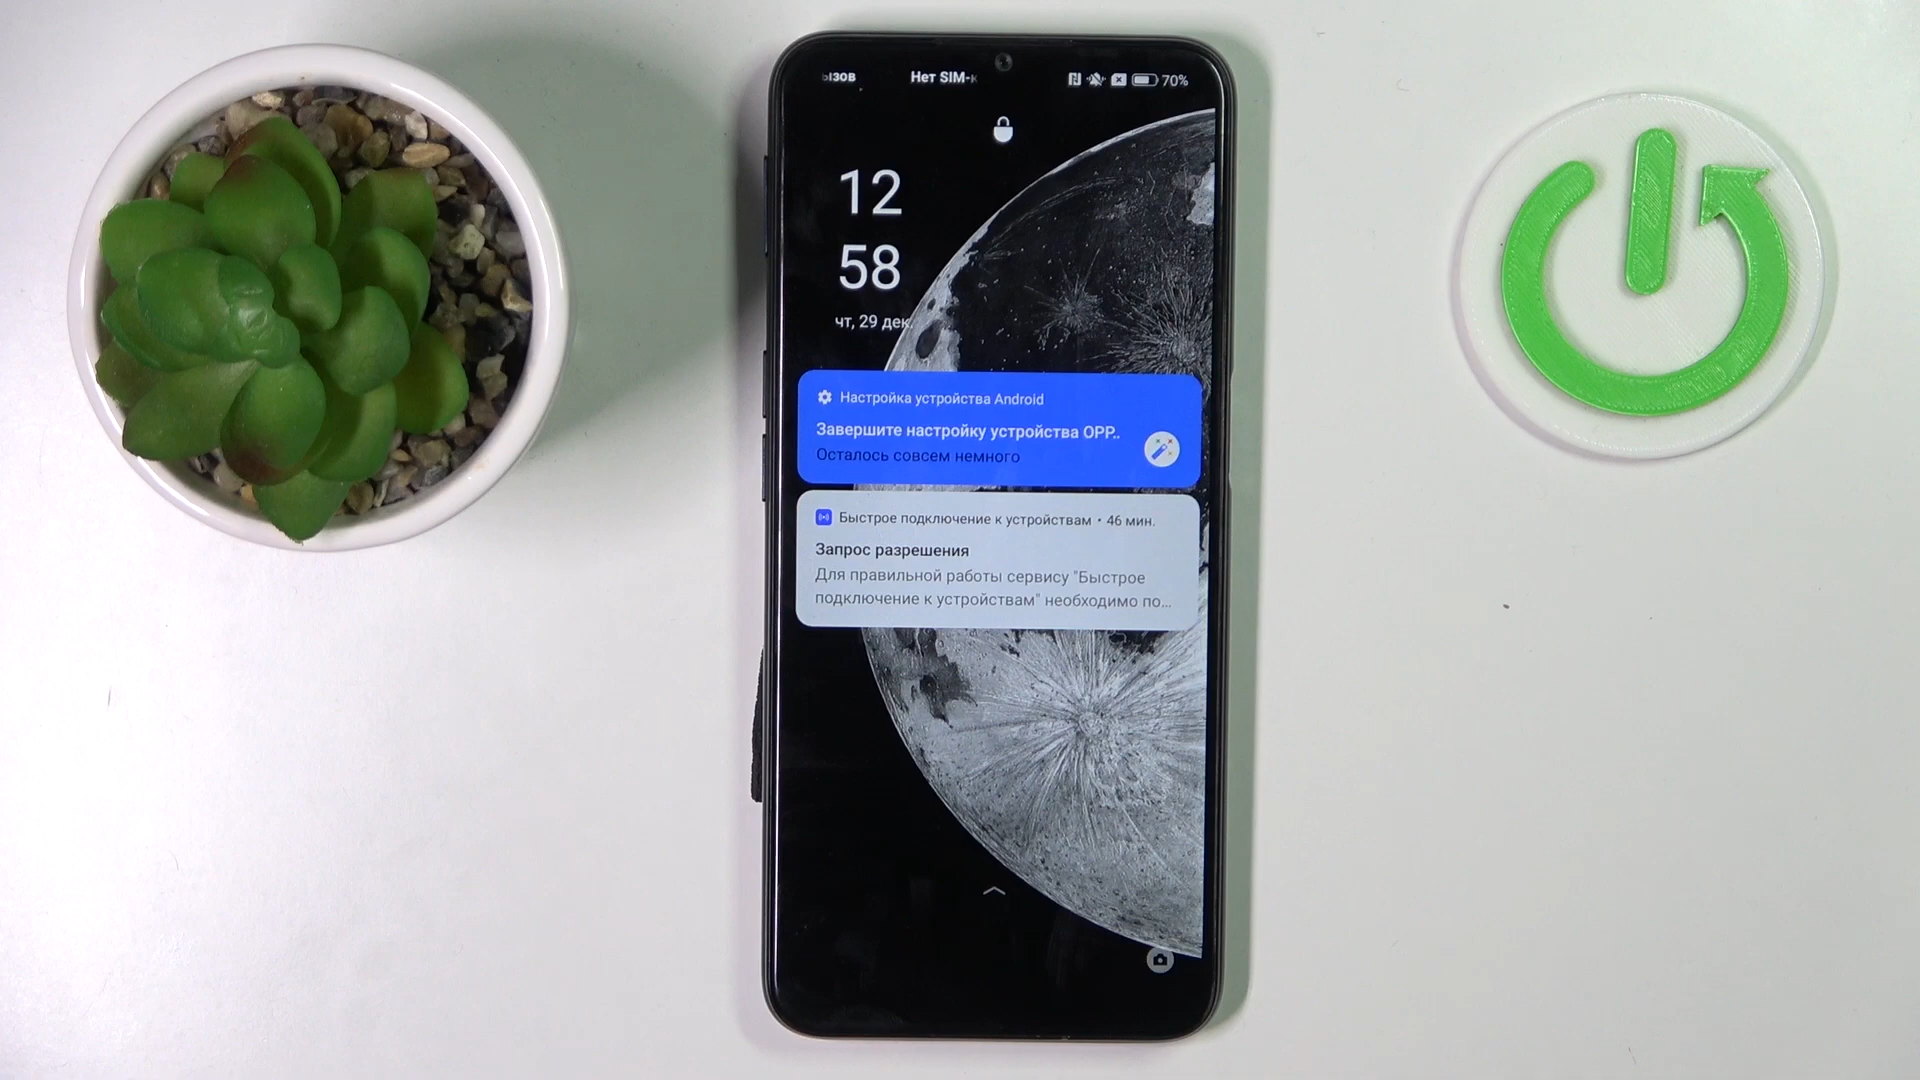 Нет SIM-к 70%
12
58
чт, 29 дек.
Настройка устройства Android
Завершите настройку устройства OPP..
Осталось совсем немного
Быстрое подключение к устройствам • 46 мин.
Запрос разрешения
Для правильной работы сервису "Быстрое
подключение к устройствам" необходимо по...